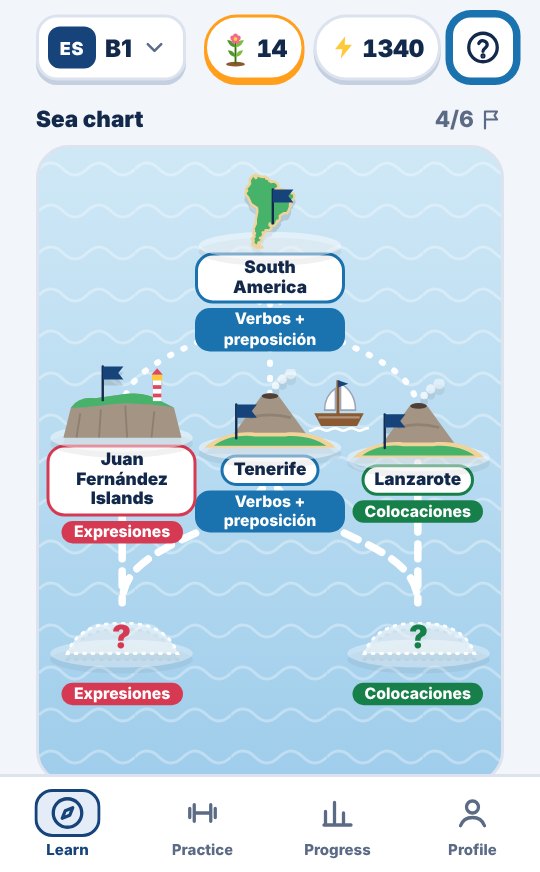 ES B1 14 1340
Sea chart 4/6
South
America
Verbos +
preposición
Juan
Fernández
Islands
Expresiones
Tenerife
Verbos +
preposición
Lanzarote
Colocaciones
?
Expresiones
?
Colocaciones
Learn Practice Progress Profile